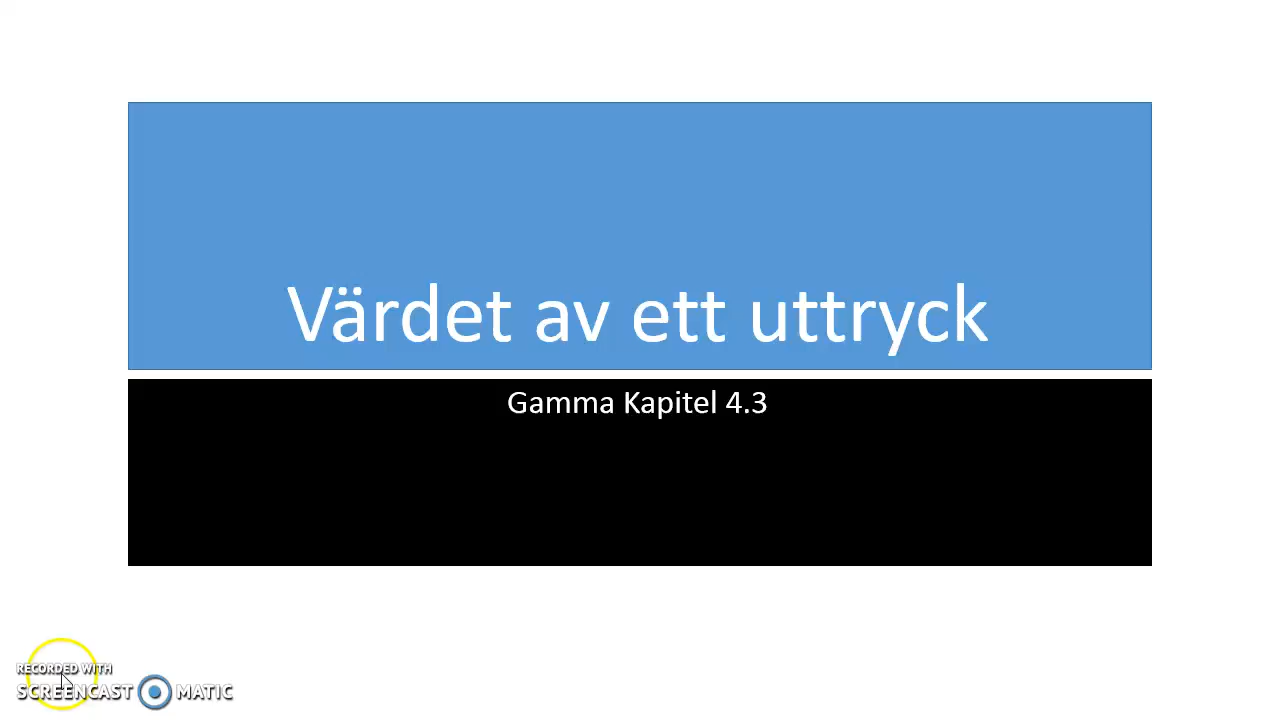 Värdet av ett uttryck
Gamma Kapitel 4.3
RECORDED WITH
SCREENCAST MATIC